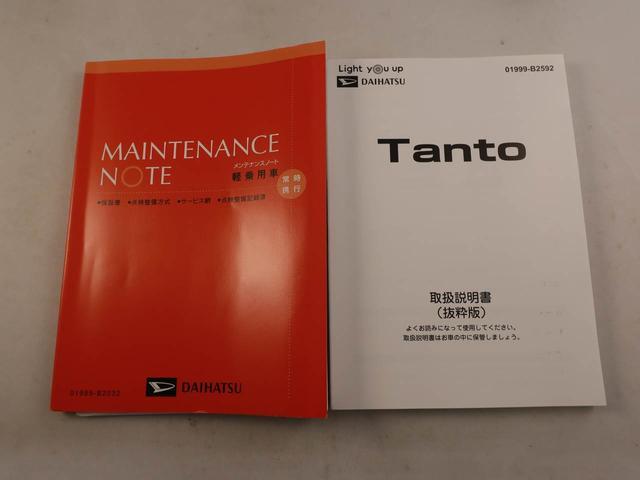 MAINTENANCE
NOTE
メンテナンスノート
軽乗用車
常時
携行
●保証書 ●点検整備方式 ●サービス網 ●点検整備記録簿
01999-B2032
DAIHATSU
Light you up
DAIHATSU
01999-B2592
Tanto
取扱説明書
(抜粋版)
よくお読みになって使用してください。
取扱説明書はお車の中に保管しましょう。